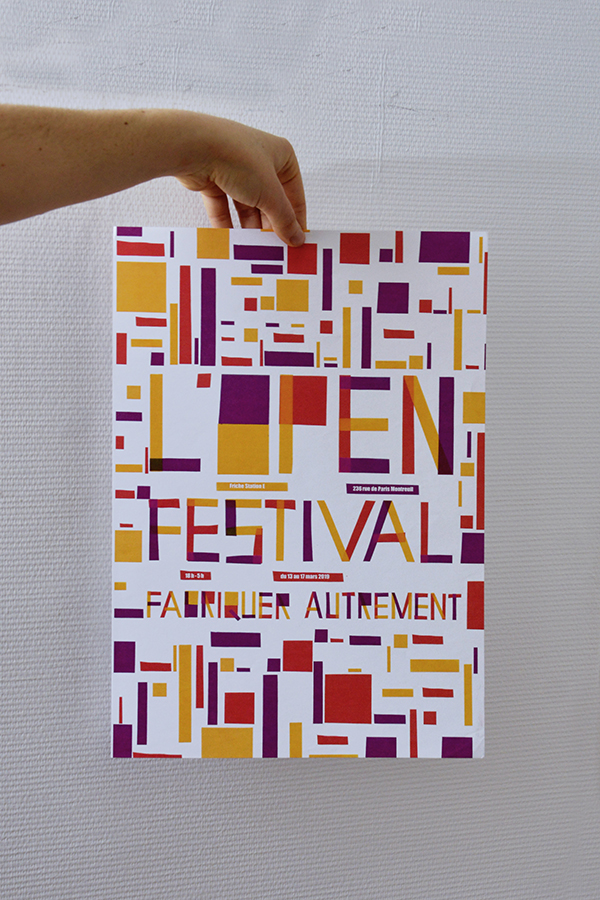 L'OPEN
Friche Station E
236 rue de Paris Montreuil
FESTIVAL
18 h - 5 h
du 13 au 17 mars 2019
FABRIQUER AUTREMENT